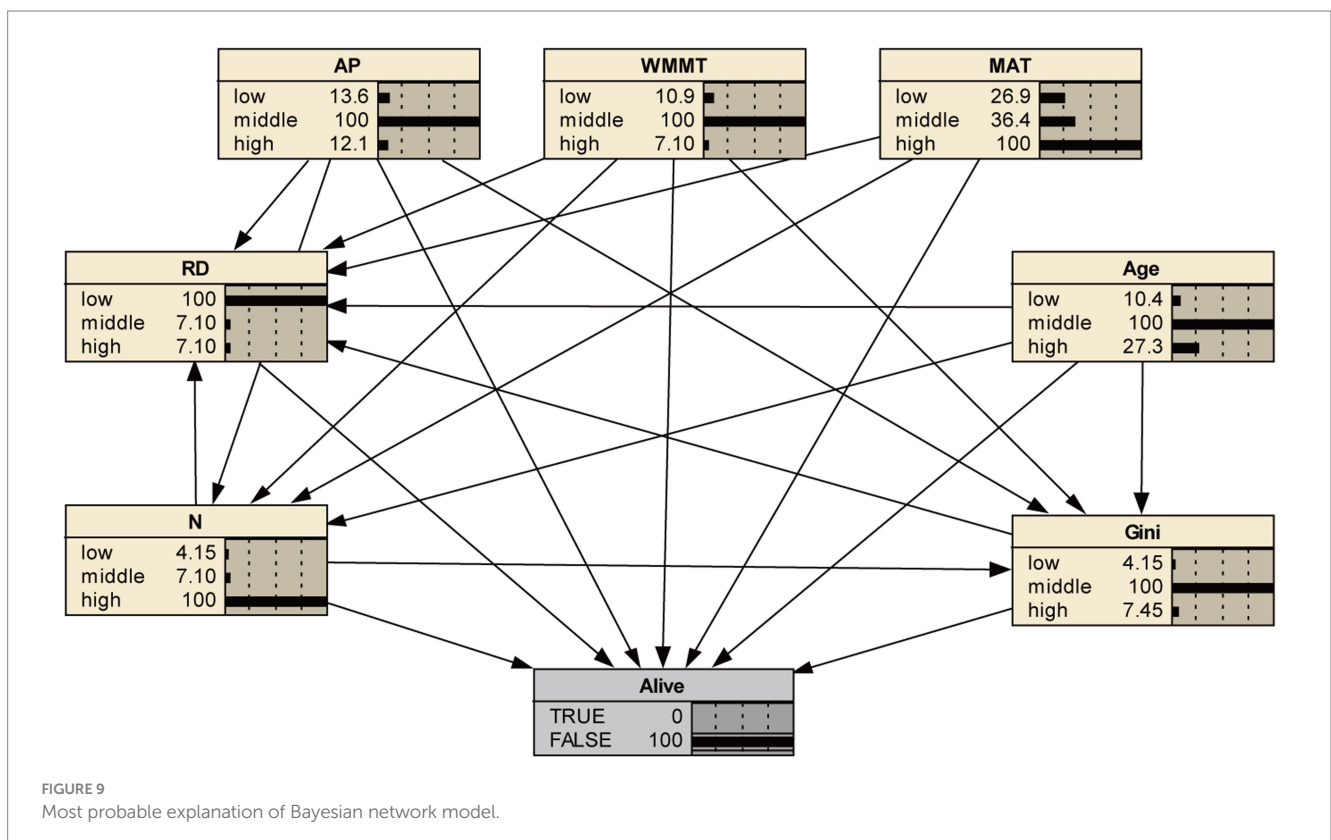 AP
low 13.6
middle 100
high 12.1
WMMT
low 10.9
middle 100
high 7.10
MAT
low 26.9
middle 36.4
high 100
RD
low 100
middle 7.10
high 7.10
Age
low 10.4
middle 100
high 27.3
N
low 4.15
middle 7.10
high 100
Gini
low 4.15
middle 100
high 7.45
Alive
TRUE 0
FALSE 100
FIGURE 9
Most probable explanation of Bayesian network model.